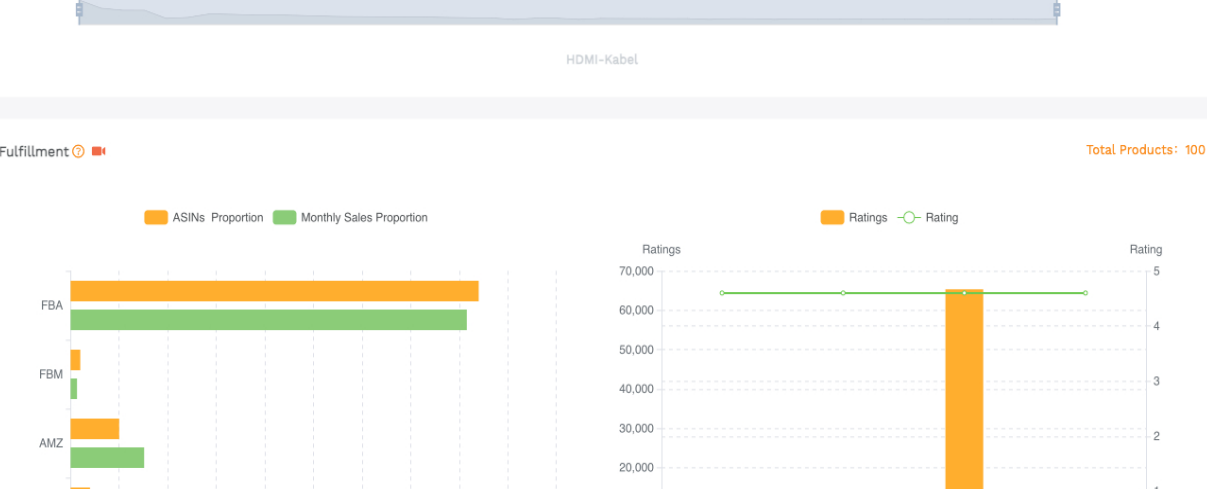 HDMI-Kabel
Fulfillment ?
Total Products: 100
ASINs Proportion
Monthly Sales Proportion
FBA
FBM
AMZ
Ratings
Rating
Ratings
Rating
70,000
60,000
50,000
40,000
30,000
20,000
5
4
3
2